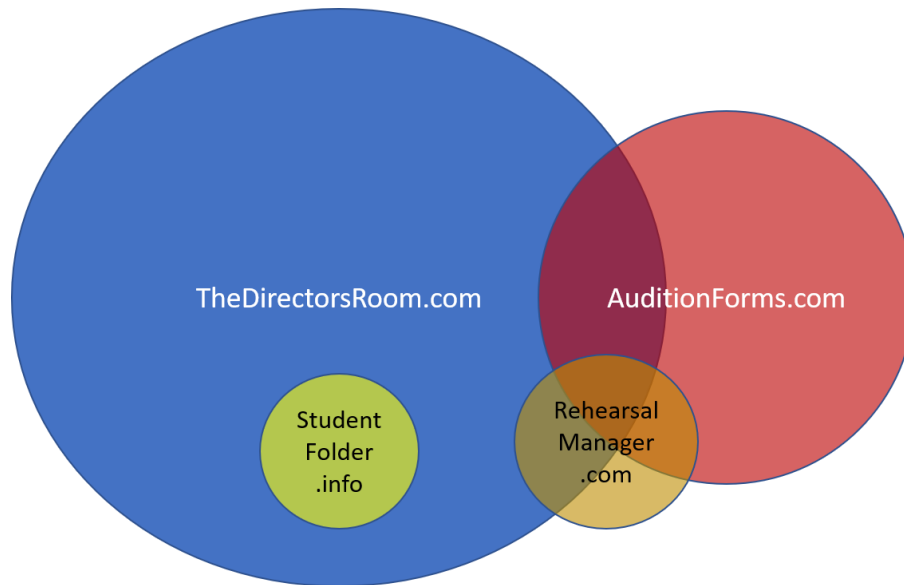 TheDirectorsRoom.com
AuditionForms.com
Student
Folder
.info
Rehearsal
Manager
.com